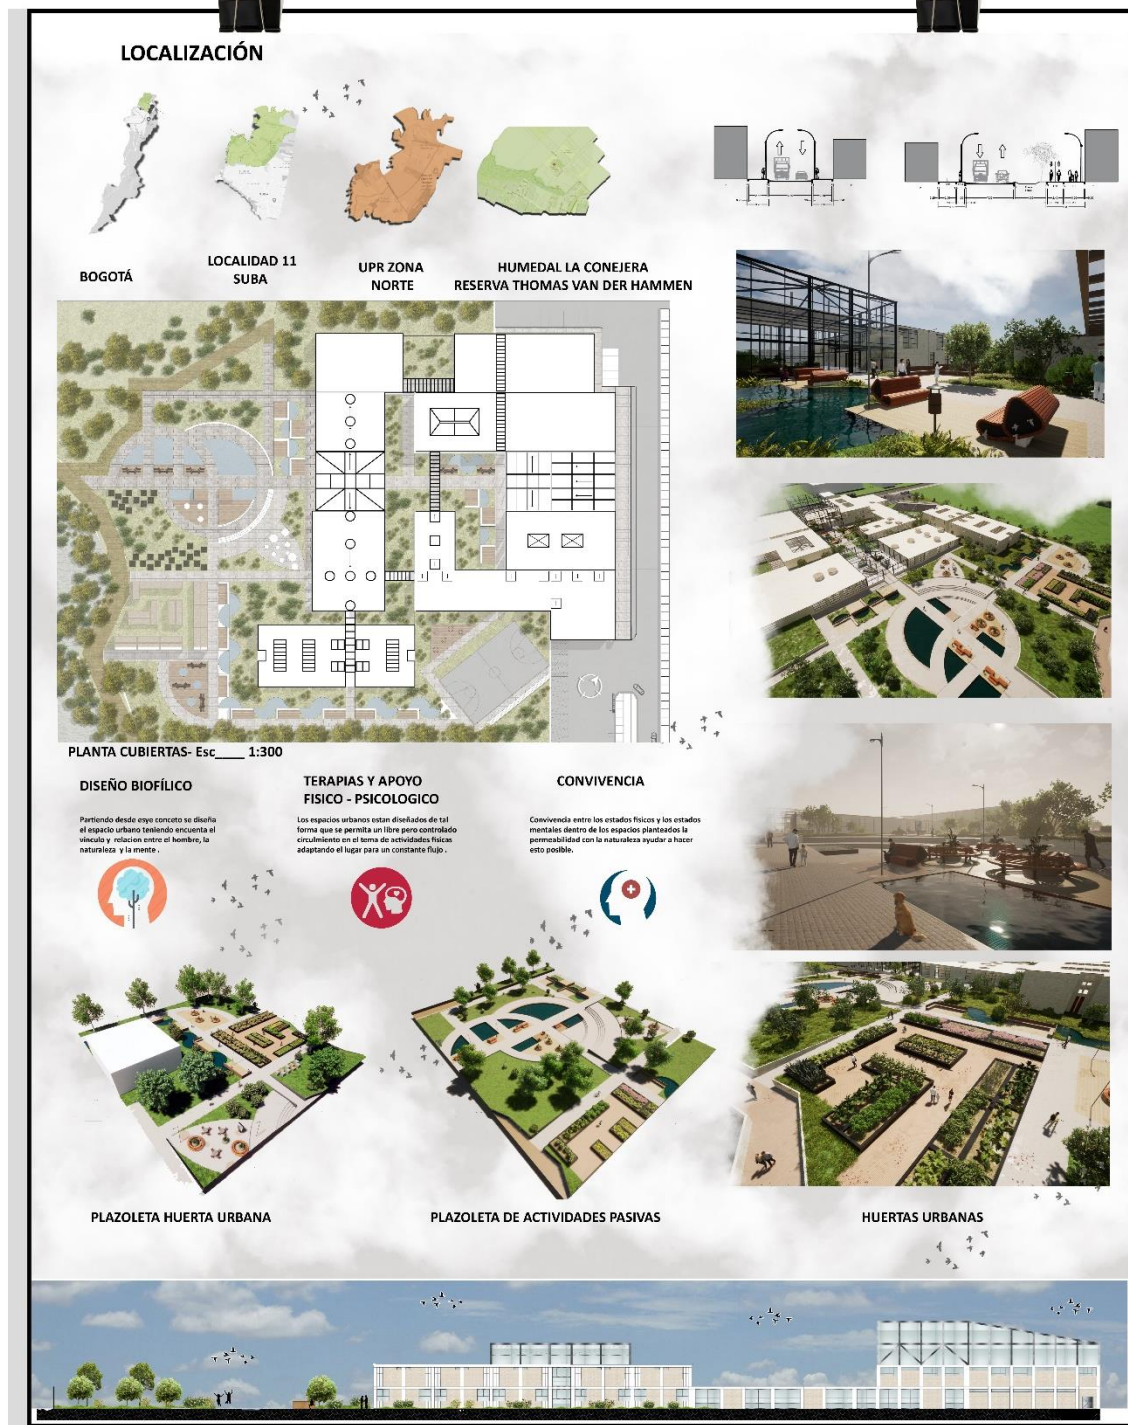 LOCALIZACIÓN
BOGOTÁ
LOCALIDAD 11
SUBA
UPR ZONA
NORTE
HUMEDAL LA CONEJERA
RESERVA THOMAS VAN DER HAMMEN
PLANTA CUBIERTAS- Esc____ 1:300
DISEÑO BIOFÍLICO
Partiendo desde esye conceto se diseña
el espacio urbano teniendo encuenta el
vinculo y relacion entre el hombre, la
naturaleza y la mente .
TERAPIAS Y APOYO
FISICO - PSICOLOGICO
Los espacios urbanos estan diseñados de tal
forma que se permita un libre pero controlado
circulmiento en el tema de actividades fisicas
adaptando el lugar para un constante flujo .
CONVIVENCIA
Convivencia entre los estados fisicos y los estados
mentales dentro de los espacios planteados la
permeabilidad con la naturaleza ayudar a hacer
esto posible.
PLAZOLETA HUERTA URBANA
PLAZOLETA DE ACTIVIDADES PASIVAS
HUERTAS URBANAS